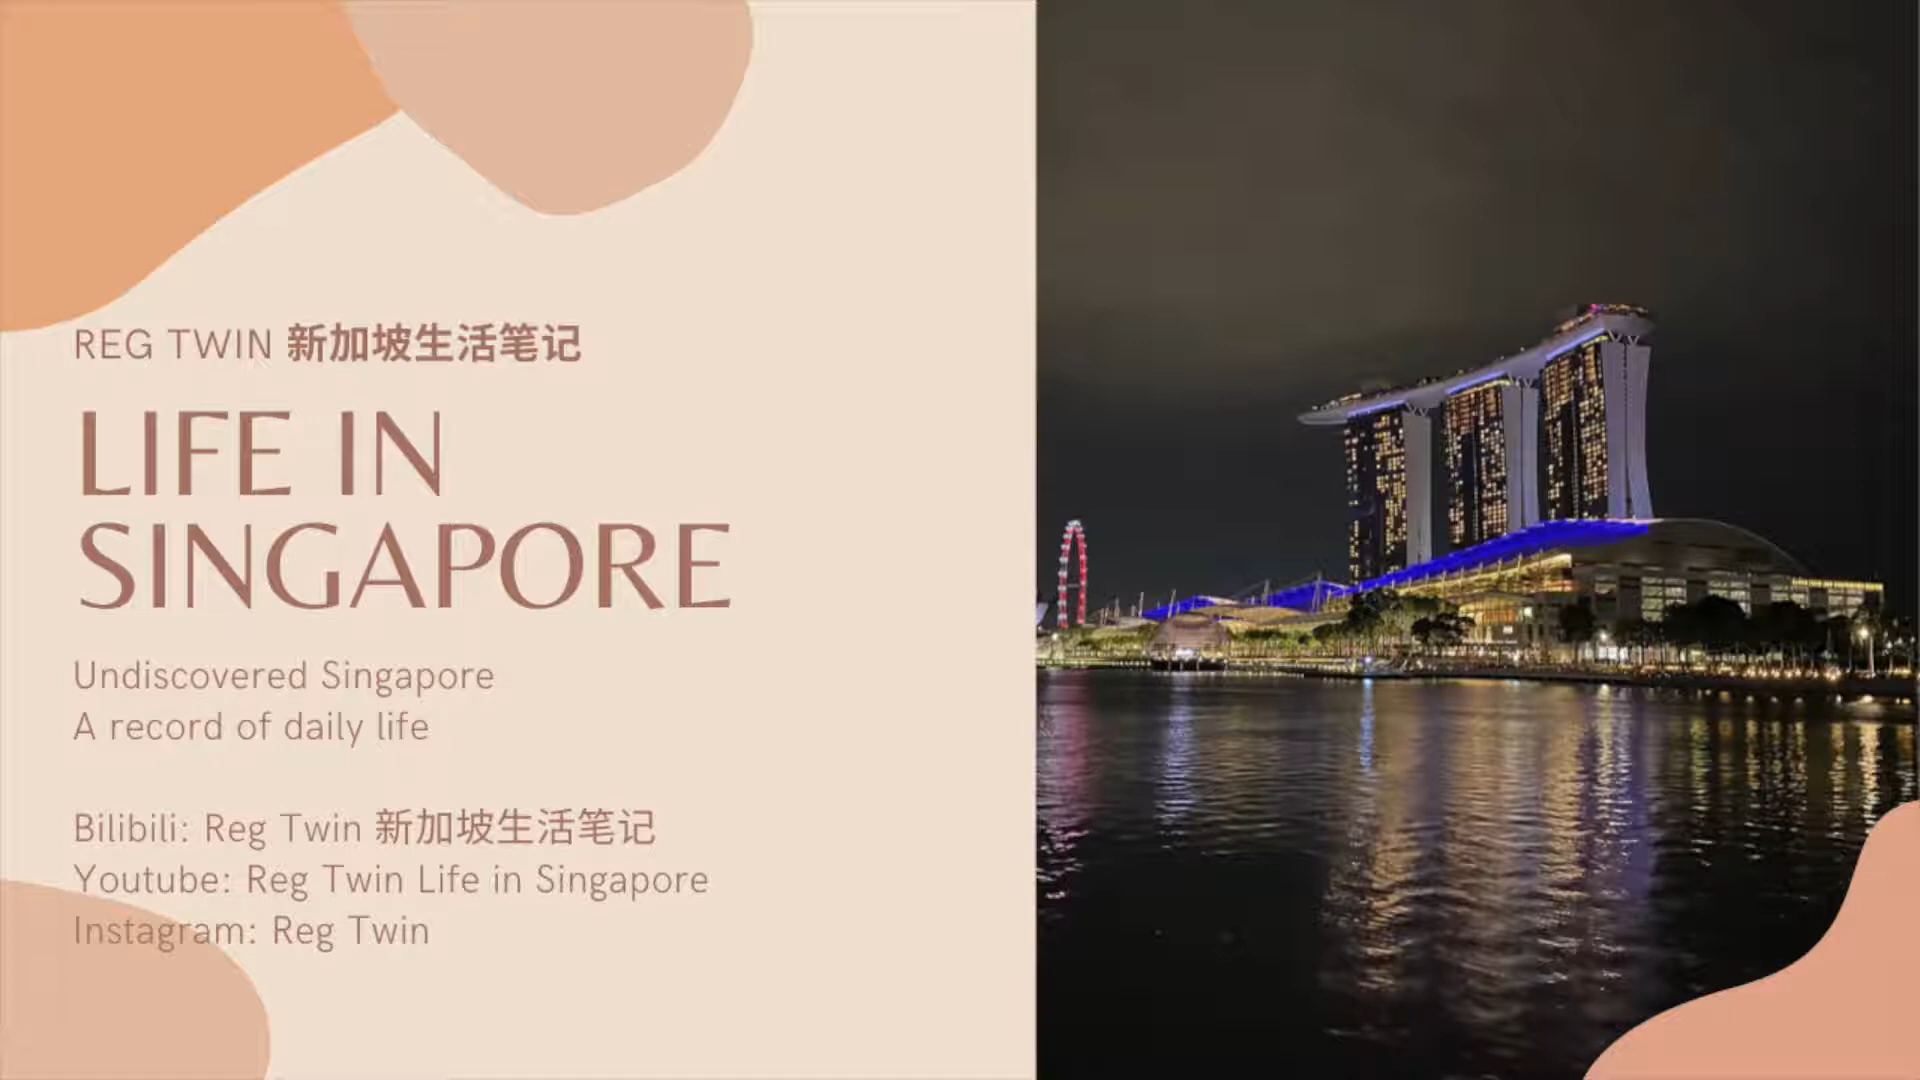 REG TWIN 新加坡生活笔记
LIFE IN
SINGAPORE
Undiscovered Singapore
A record of daily life
Bilibili: Reg Twin 新加坡生活笔记
Youtube: Reg Twin Life in Singapore
Instagram: Reg Twin